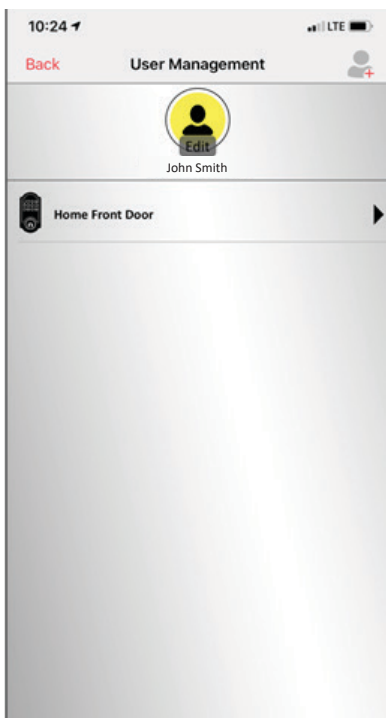 10:24
LTE
Back
User Management
Edit
John Smith
Home Front Door